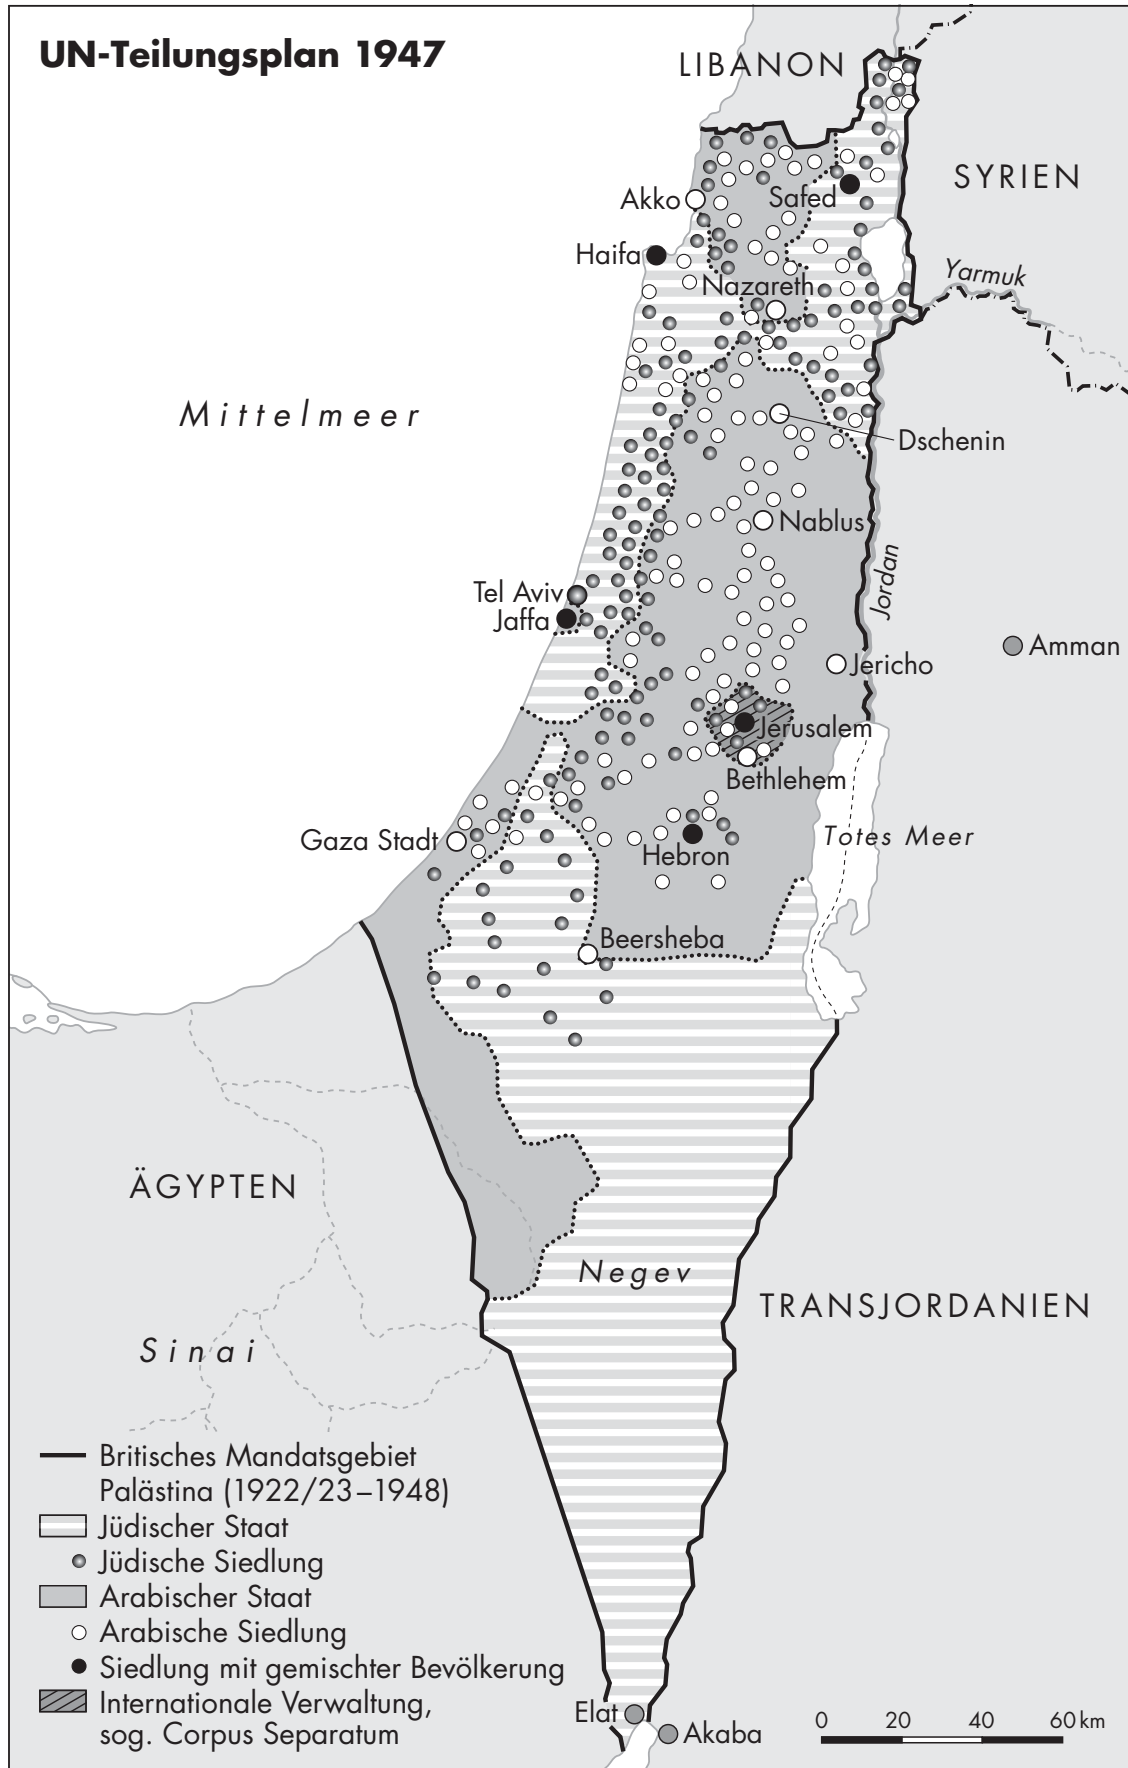 UN-Teilungsplan 1947
LIBANON
SYRIEN
Safed
Akko
Haifa
Yarmuk
Nazareth
Mittelmeer
Dschenin
Nablus
Jordan
Tel Aviv
Jaffa
Amman
Jericho
Jerusalem
Bethlehem
Gaza Stadt
Totes Meer
Hebron
Beersheba
ÄGYPTEN
Negev
TRANSJORDANIEN
Sinai
Britisches Mandatsgebiet
Palästina (1922/23–1948)
Jüdischer Staat
Jüdische Siedlung
Arabischer Staat
Arabische Siedlung
Siedlung mit gemischter Bevölkerung
Internationale Verwaltung,
sog. Corpus Separatum
Elat
Akaba
0 20 40 60 km